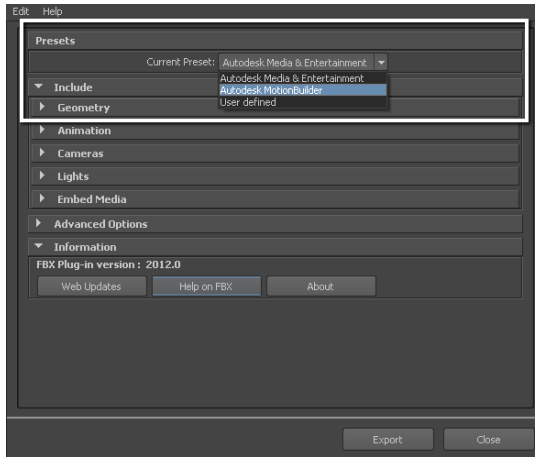 Edit Help
Presets
Current Preset: Autodesk Media & Entertainment
Autodesk Media & Entertainment
Autodesk MotionBuilder
User defined
Include
Geometry
Animation
Cameras
Lights
Embed Media
Advanced Options
Information
FBX Plug-in version : 2012.0
Web Updates Help on FBX About
Export Close